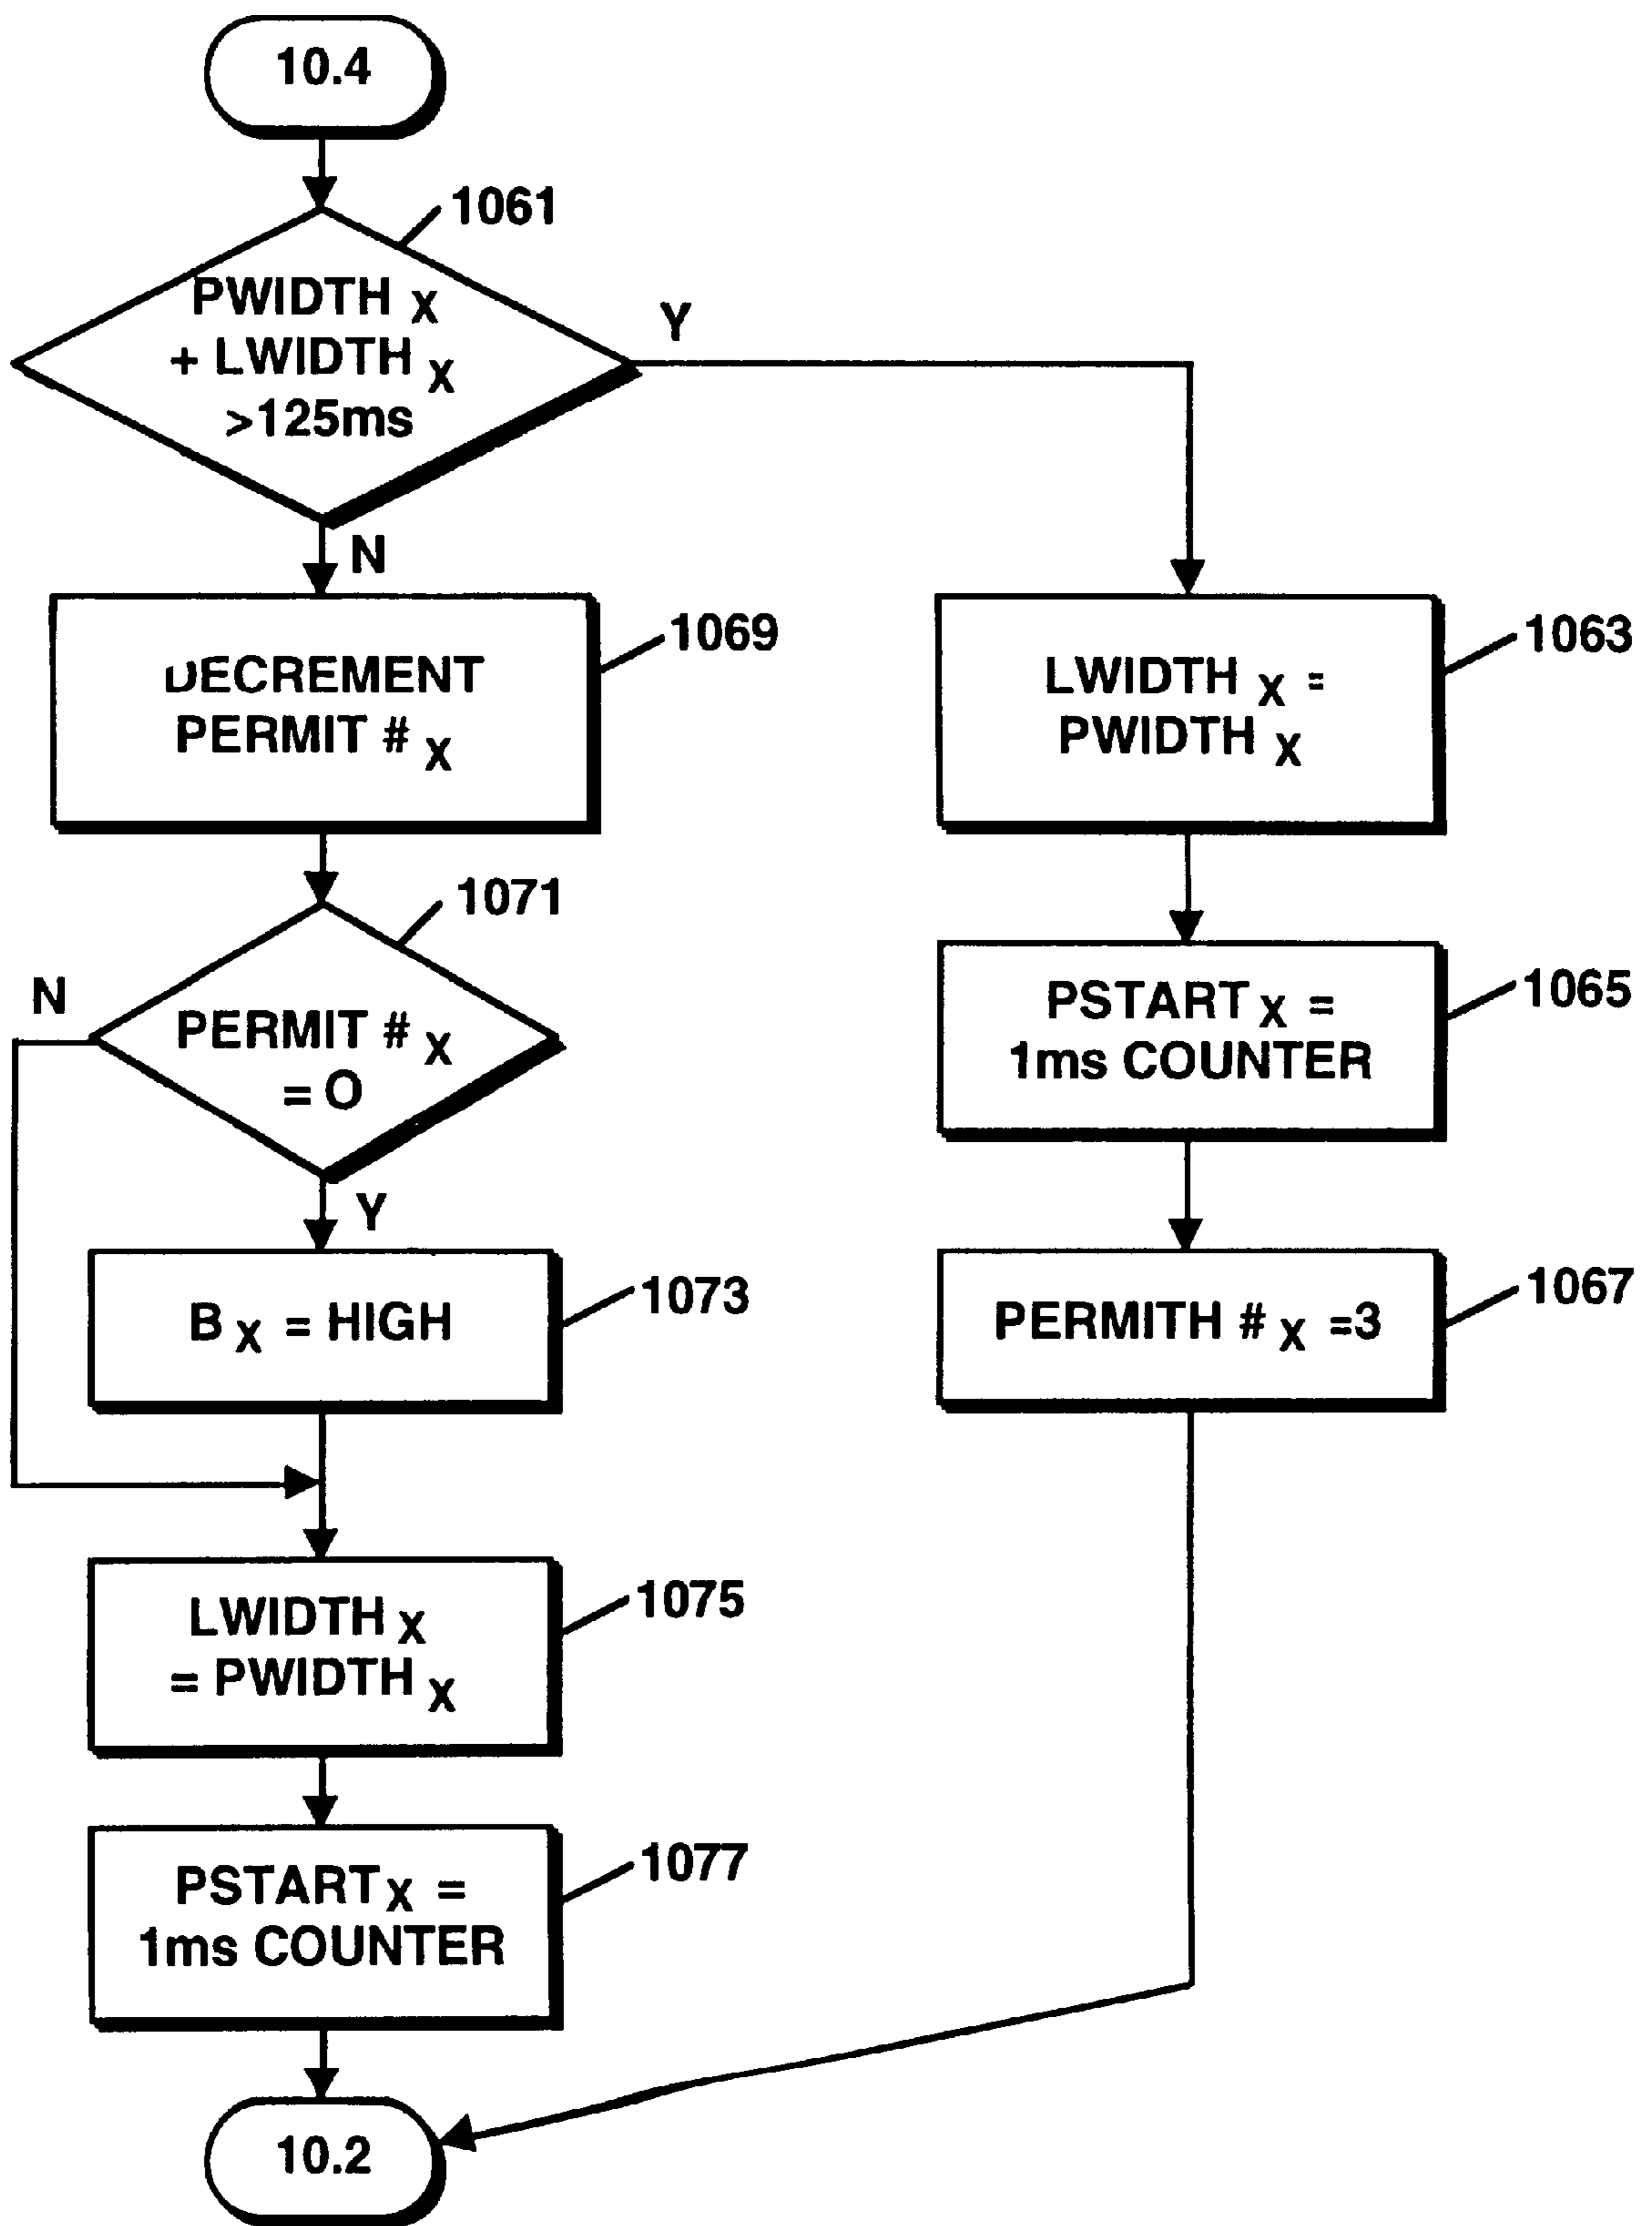 10.4
1061
PWIDTH X
+ LWIDTH X
>125ms
Y
N
DECREMENT
PERMIT # X
1069
LWIDTH X =
PWIDTH X
1063
1071
N
PERMIT # X
= O
Y
PSTART X =
1ms COUNTER
1065
B X = HIGH
1073
PERMITH # X =3
1067
LWIDTH X
= PWIDTH X
1075
PSTART X =
1ms COUNTER
1077
10.2